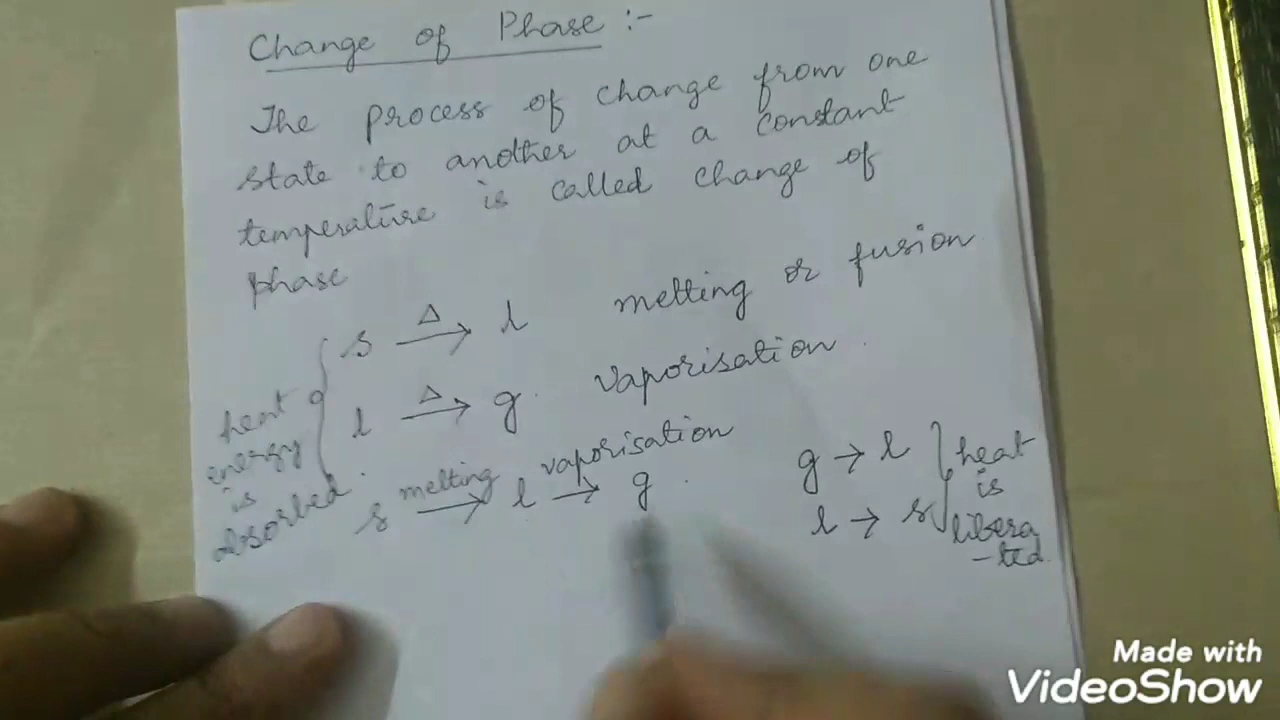 Change of Phase :-
The process of change from one
state to another at a constant
temperature is called change of
phase
s →Δ l melting or fusion
l →Δ g. vaporisation
heat
energy
is
absorbed.
s melting → l vaporisation → g.
g → l
l → s
heat
is
libera
-ted.
Made with
VideoShow